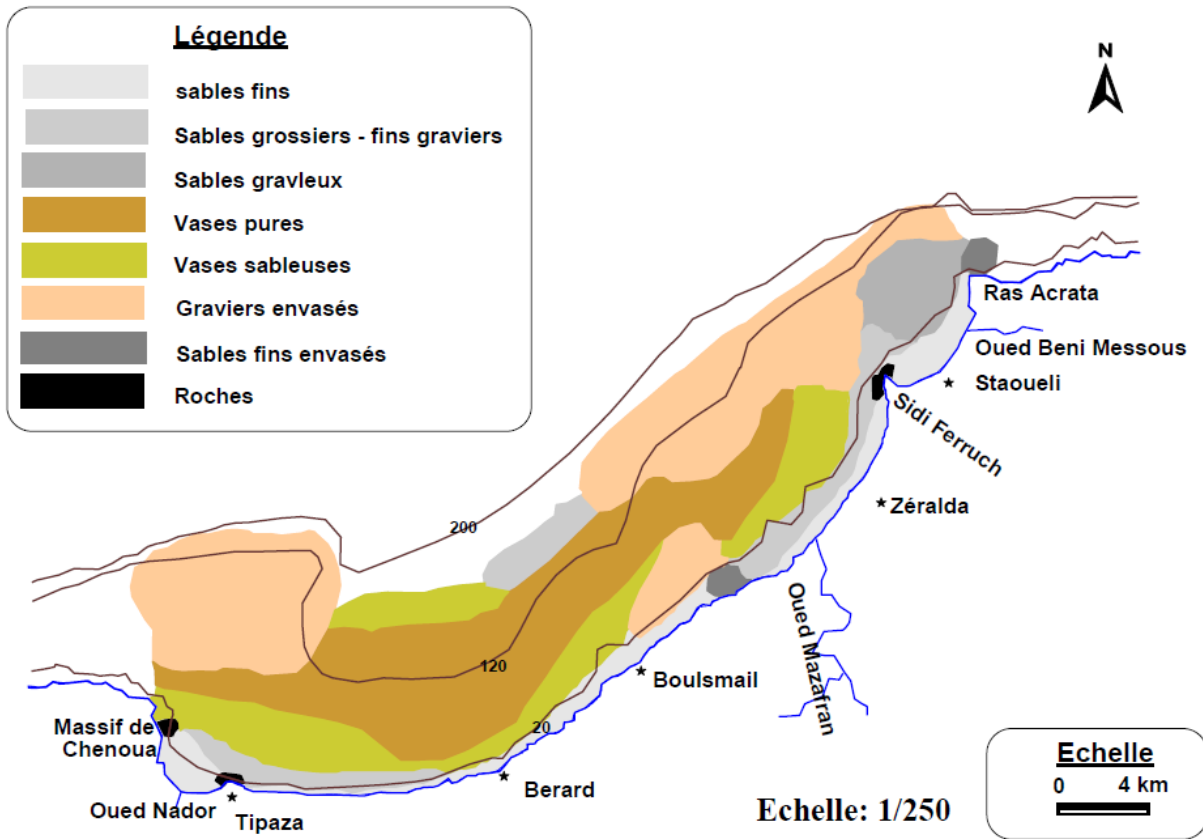 Légende
sables fins
Sables grossiers - fins graviers
Sables gravleux
Vases pures
Vases sableuses
Graviers envasés
Sables fins envasés
Roches
N
Ras Acrata
Oued Beni Messous
Staoueli
Sidi Ferruch
Zéralda
200
Oued Mazafran
120
Boulsmail
20
Massif de
Chenoua
Berard
Oued Nador
Tipaza
Echelle: 1/250
Echelle
0 4 km